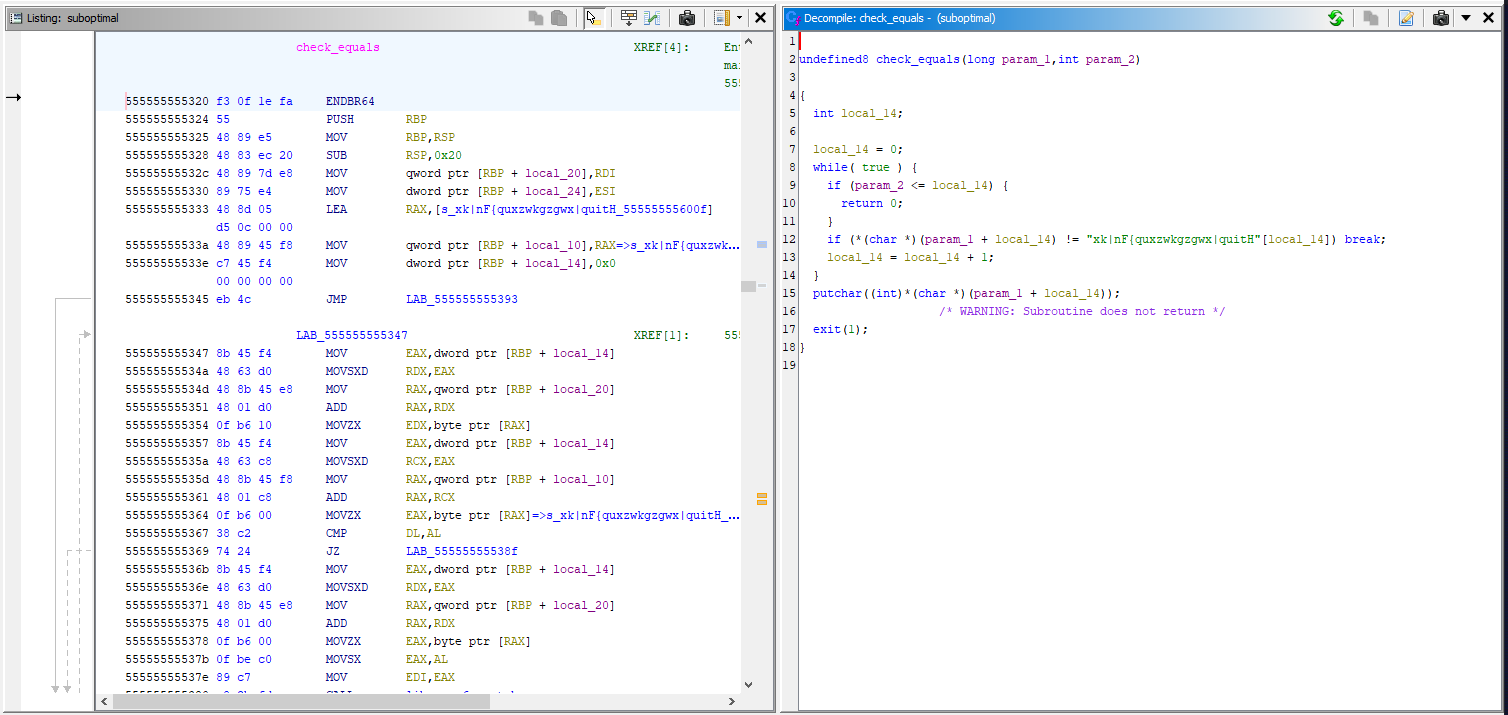 Listing: suboptimal
check_equals XREF[4]: En
ma
55
555555555320 f3 0f 1e fa ENDBR64
555555555324 55 PUSH RBP
555555555325 48 89 e5 MOV RBP,RSP
555555555328 48 83 ec 20 SUB RSP,0x20
55555555532c 48 89 7d e8 MOV qword ptr [RBP + local_20],RDI
555555555330 89 75 e4 MOV dword ptr [RBP + local_24],ESI
555555555333 48 8d 05 LEA RAX,[s_xk|nF{quxzwkgzgwx|quitH_55555555600f]
d5 0c 00 00
55555555533a 48 89 45 f8 MOV qword ptr [RBP + local_10],RAX=>s_xk|nF{quxzwk...
55555555533e c7 45 f4 MOV dword ptr [RBP + local_14],0x0
00 00 00 00
555555555345 eb 4c JMP LAB_555555555393
LAB_555555555347 XREF[1]: 55
555555555347 8b 45 f4 MOV EAX,dword ptr [RBP + local_14]
55555555534a 48 63 d0 MOVSXD RDX,EAX
55555555534d 48 8b 45 e8 MOV RAX,qword ptr [RBP + local_20]
555555555351 48 01 d0 ADD RAX,RDX
555555555354 0f b6 10 MOVZX EDX,byte ptr [RAX]
555555555357 8b 45 f4 MOV EAX,dword ptr [RBP + local_14]
55555555535a 48 63 c8 MOVSXD RCX,EAX
55555555535d 48 8b 45 f8 MOV RAX,qword ptr [RBP + local_10]
555555555361 48 01 c8 ADD RAX,RCX
555555555364 0f b6 00 MOVZX EAX,byte ptr [RAX]=>s_xk|nF{quxzwkgzgwx|quitH_...
555555555367 38 c2 CMP DL,AL
555555555369 74 24 JZ LAB_55555555538f
55555555536b 8b 45 f4 MOV EAX,dword ptr [RBP + local_14]
55555555536e 48 63 d0 MOVSXD RDX,EAX
555555555371 48 8b 45 e8 MOV RAX,qword ptr [RBP + local_20]
555555555375 48 01 d0 ADD RAX,RDX
555555555378 0f b6 00 MOVZX EAX,byte ptr [RAX]
55555555537b 0f be c0 MOVSX EAX,AL
55555555537e 89 c7 MOV EDI,EAX
Decompile: check_equals - (suboptimal)
1
2 undefined8 check_equals(long param_1,int param_2)
3
4 {
5 int local_14;
6
7 local_14 = 0;
8 while( true ) {
9 if (param_2 <= local_14) {
10 return 0;
11 }
12 if (*(char *)(param_1 + local_14) != "xk|nF{quxzwkgzgwx|quitH"[local_14]) break;
13 local_14 = local_14 + 1;
14 }
15 putchar((int)*(char *)(param_1 + local_14));
16 /* WARNING: Subroutine does not return */
17 exit(1);
18 }
19